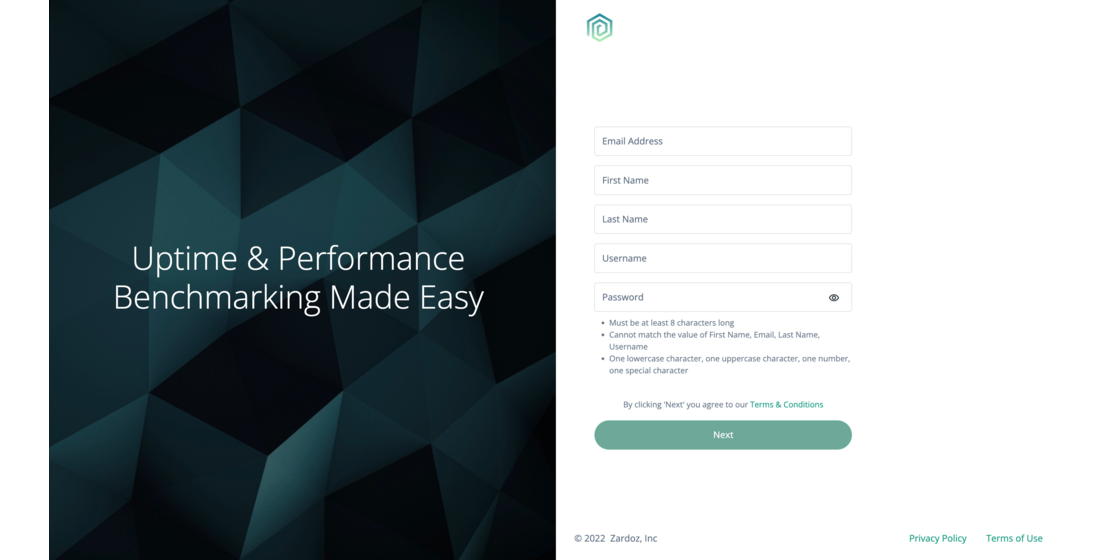 Uptime & Performance
Benchmarking Made Easy
Email Address
First Name
Last Name
Username
Password
• Must be at least 8 characters long
• Cannot match the value of First Name, Email, Last Name,
Username
• One lowercase character, one uppercase character, one number,
one special character
By clicking 'Next' you agree to our Terms & Conditions
Next
© 2022 Zardoz, Inc
Privacy Policy
Terms of Use